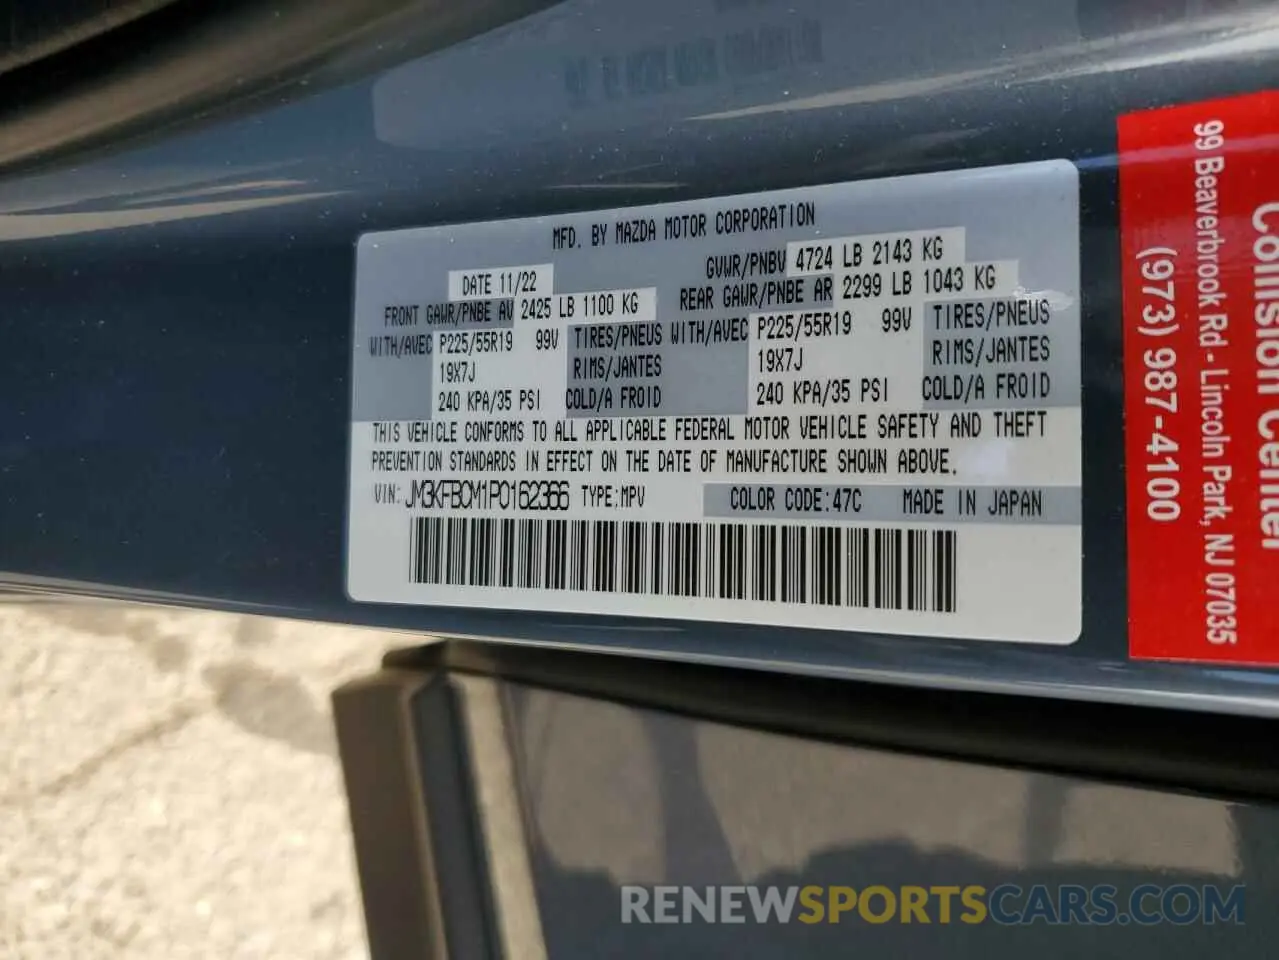 MFD. BY MAZDA MOTOR CORPORATION
DATE 11/22
GVWR/PNBV 4724 LB 2143 KG
FRONT GAWR/PNBE AV 2425 LB 1100 KG
REAR GAWR/PNBE AR 2299 LB 1043 KG
WITH/AVEC P225/55R19 99V TIRES/PNEUS
19X7J RIMS/JANTES
240 KPA/35 PSI COLD/A FROID
WITH/AVEC P225/55R19 99V TIRES/PNEUS
19X7J RIMS/JANTES
240 KPA/35 PSI COLD/A FROID
THIS VEHICLE CONFORMS TO ALL APPLICABLE FEDERAL MOTOR VEHICLE SAFETY AND THEFT
PREVENTION STANDARDS IN EFFECT ON THE DATE OF MANUFACTURE SHOWN ABOVE.
VIN: JM3KFBCM1P0162366 TYPE:MPV COLOR CODE:47C MADE IN JAPAN
Collision Center
99 Beaverbrook Rd - Lincoln Park, NJ 07035
(973) 987-4100
RENEWSPORTSCARS.COM